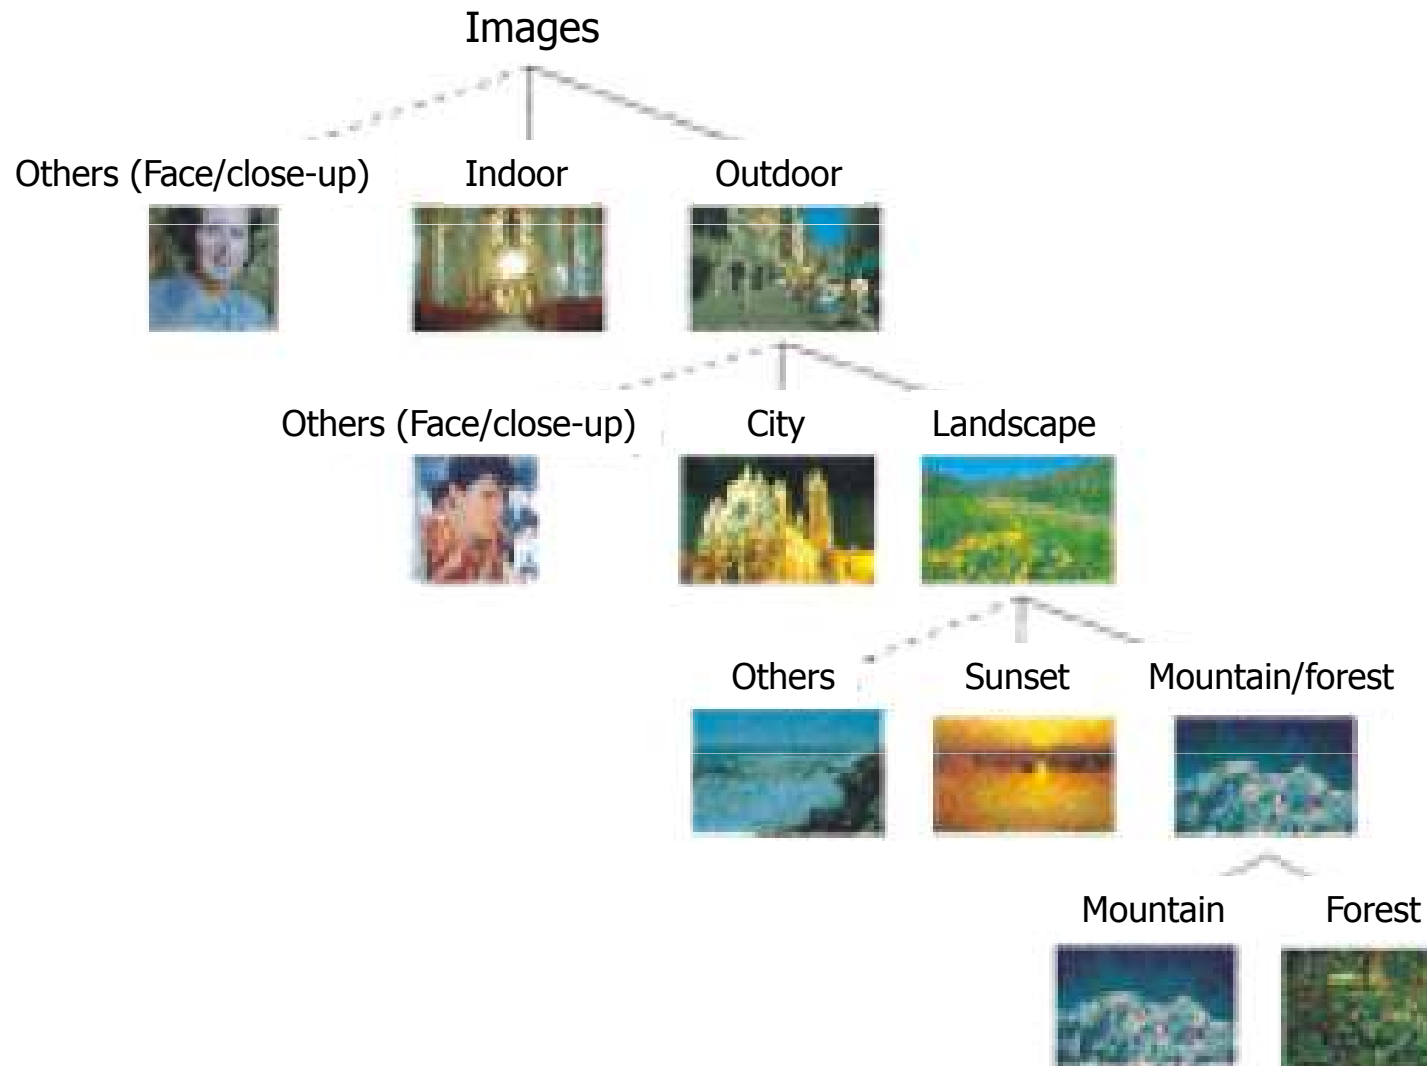 Images
Others (Face/close-up) Indoor Outdoor
Others (Face/close-up) City Landscape
Others Sunset Mountain/forest
Mountain Forest